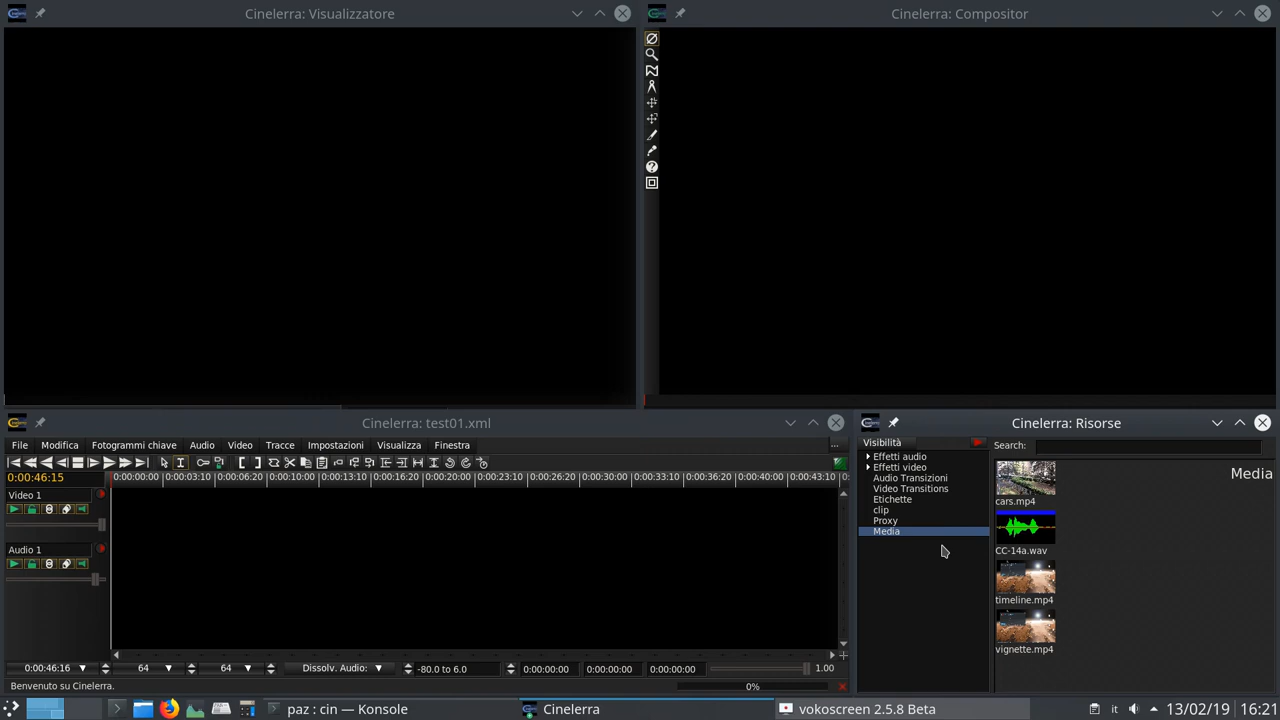 Cinelerra: Visualizzatore
Cinelerra: Compositor
Cinelerra: test01.xml
File Modifica Fotogrammi chiave Audio Video Tracce Impostazioni Visualizza Finestra ...
0:00:46:15
0:00:00:00 0:00:03:10 0:00:06:20 0:00:10:00 0:00:13:10 0:00:16:20 0:00:20:00 0:00:23:10 0:00:26:20 0:00:30:00 0:00:33:10 0:00:36:20 0:00:40:00 0:00:43:10
Video 1
Audio 1
0:00:46:16 64 64 Dissolv. Audio: -80.0 to 6.0 0:00:00:00 0:00:00:00 0:00:00:00 1.00
Benvenuto su Cinelerra.
0%
Cinelerra: Risorse
Visibilità
Effetti audio
Effetti video
Audio Transizioni
Video Transitions
Etichette
clip
Proxy
Media
Search:
Media
cars.mp4
CC-14a.wav
timeline.mp4
vignette.mp4
paz : cin — Konsole
Cinelerra
vokoscreen 2.5.8 Beta
it
13/02/19
16:21